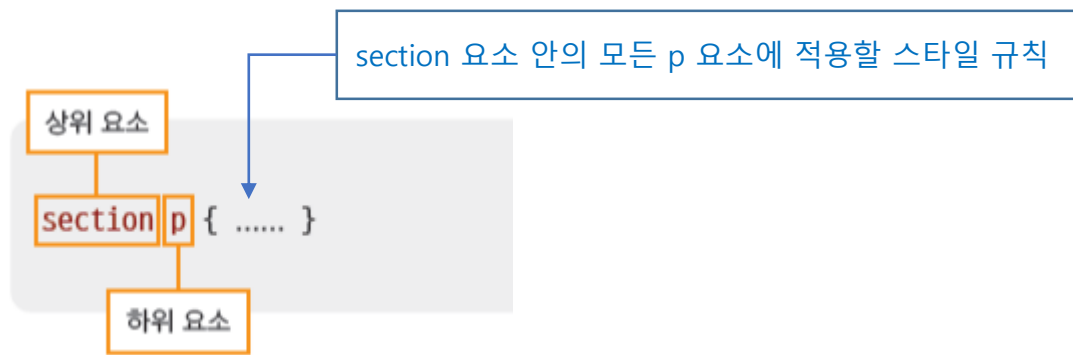 section 요소 안의 모든 p 요소에 적용할 스타일 규칙
상위 요소
section p { ...... }
하위 요소